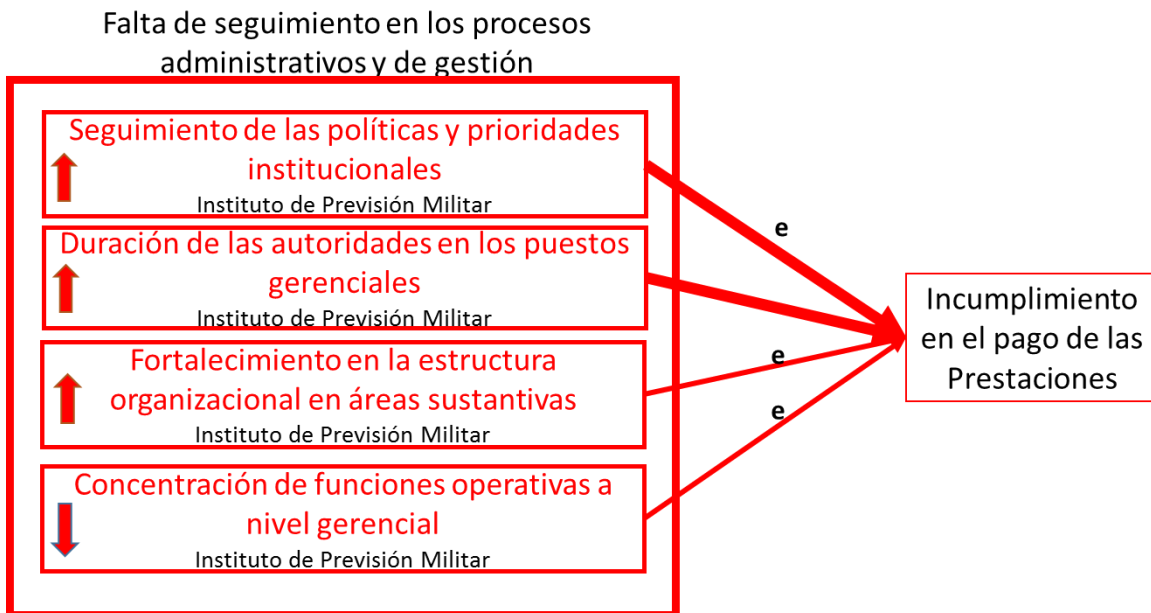 Falta de seguimiento en los procesos
administrativos y de gestión
Seguimiento de las políticas y prioridades
institucionales
Instituto de Previsión Militar
Duración de las autoridades en los puestos
gerenciales
Instituto de Previsión Militar
Fortalecimiento en la estructura
organizacional en áreas sustantivas
Instituto de Previsión Militar
Concentración de funciones operativas a
nivel gerencial
Instituto de Previsión Militar
e
e
e
Incumplimiento
en el pago de las
Prestaciones